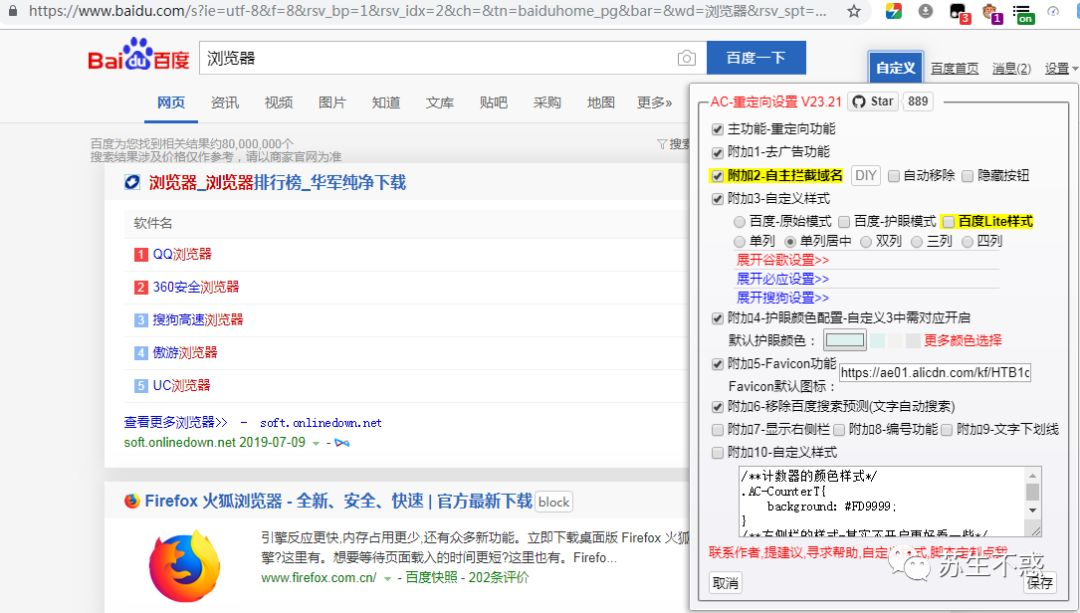 https://www.baidu.com/s?ie=utf-8&f=8&rsv_bp=1&rsv_idx=2&ch=&tn=baiduhome_pg&bar=&wd=浏览器&rsv_spt=...
3
1
on
Bai du 百度
浏览器
百度一下
自定义
百度首页
消息(2)
设置
网页 资讯 视频 图片 知道 文库 贴吧 采购 地图 更多»
百度为您找到相关结果约80,000,000个
搜索结果涉及价格仅作参考，请以商家官网为准
搜索
浏览器_浏览器排行榜_华军纯净下载
软件名
1 QQ浏览器
2 360安全浏览器
3 搜狗高速浏览器
4 傲游浏览器
5 UC浏览器
查看更多浏览器>> - soft.onlinedown.net
soft.onlinedown.net 2019-07-09 -
Firefox 火狐浏览器 - 全新、安全、快速 | 官方最新下载 block
引擎反应更快,内存占用更少,还有众多新功能。立即下载桌面版 Firefox 火狐
擎?这里有。想要等待页面载入的时间更短?这里也有。Firefo...
www.firefox.com.cn/ - 百度快照 - 202条评价
AC-重定向设置 V23.21 Star 889
主功能-重定向功能
附加1-去广告功能
附加2-自主拦截域名 DIY 自动移除 隐藏按钮
附加3-自定义样式
百度-原始模式 百度-护眼模式 百度Lite样式
单列 单列居中 双列 三列 四列
展开谷歌设置>>
展开必应设置>>
展开搜狗设置>>
附加4-护眼颜色配置-自定义3中需对应开启
默认护眼颜色： 更多颜色选择
附加5-Favicon功能
Favicon默认图标： https://ae01.alicdn.com/kf/HTB1c
附加6-移除百度搜索预测(文字自动搜索)
附加7-显示右侧栏 附加8-编号功能 附加9-文字下划线
附加10-自定义样式
/**计数器的颜色样式*/
.AC-CounterT{
background: #FD9999;
}
/**右侧栏的样式-其实不开启更好看一些*/
联系作者,提建议,寻求帮助,自定义样式,脚本定制点我
取消
保存
苏生不惑